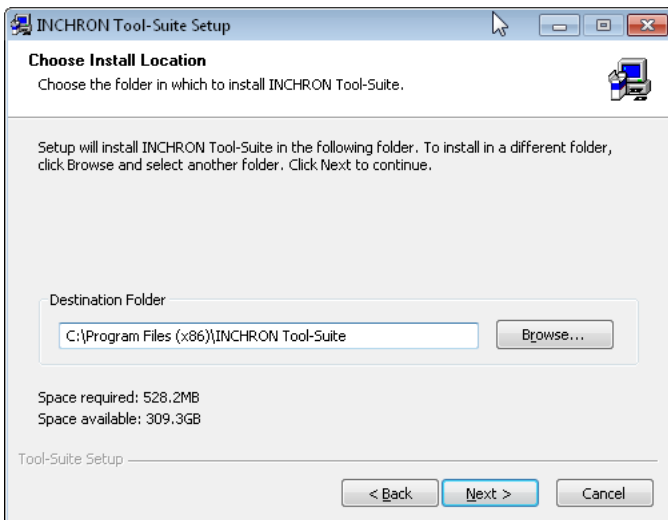 INCHRON Tool-Suite Setup
Choose Install Location
Choose the folder in which to install INCHRON Tool-Suite.
Setup will install INCHRON Tool-Suite in the following folder. To install in a different folder,
click Browse and select another folder. Click Next to continue.
Destination Folder
C:\Program Files (x86)\INCHRON Tool-Suite
Browse...
Space required: 528.2MB
Space available: 309.3GB
Tool-Suite Setup
< Back Next > Cancel